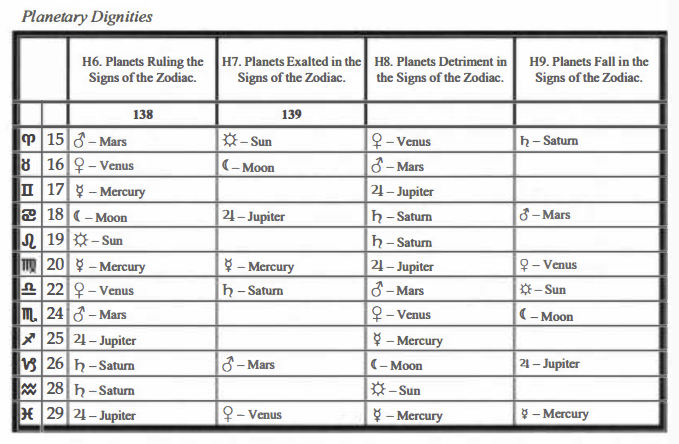 Planetary Dignities
H6. Planets Ruling the Signs of the Zodiac. H7. Planets Exalted in the Signs of the Zodiac. H8. Planets Detriment in the Signs of the Zodiac. H9. Planets Fall in the Signs of the Zodiac.
138 139
♈ 15 ♂ – Mars ☼ – Sun ♀ – Venus ♄ – Saturn
♉ 16 ♀ – Venus ☾ – Moon ♂ – Mars
♊ 17 ☿ – Mercury ♃ – Jupiter
♋ 18 ☾ – Moon ♃ – Jupiter ♄ – Saturn ♂ – Mars
♌ 19 ☼ – Sun ♄ – Saturn
♍ 20 ☿ – Mercury ☿ – Mercury ♃ – Jupiter ♀ – Venus
♎ 22 ♀ – Venus ♄ – Saturn ♂ – Mars ☼ – Sun
♏ 24 ♂ – Mars ♀ – Venus ☾ – Moon
♐ 25 ♃ – Jupiter ☿ – Mercury
♑ 26 ♄ – Saturn ♂ – Mars ☾ – Moon ♃ – Jupiter
♒ 28 ♄ – Saturn ☼ – Sun
♓ 29 ♃ – Jupiter ♀ – Venus ☿ – Mercury ☿ – Mercury